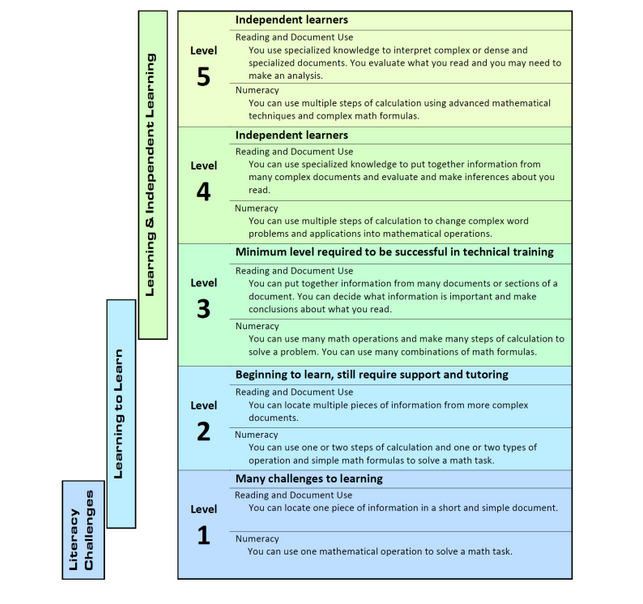 Learning & Independent Learning
Learning to Learn
Literacy
Challenges
Level
5
Independent learners
Reading and Document Use
You use specialized knowledge to interpret complex or dense and
specialized documents. You evaluate what you read and you may need to
make an analysis.
Numeracy
You can use multiple steps of calculation using advanced mathematical
techniques and complex math formulas.
Level
4
Independent learners
Reading and Document Use
You can use specialized knowledge to put together information from
many complex documents and evaluate and make inferences about you
read.
Numeracy
You can use multiple steps of calculation to change complex word
problems and applications into mathematical operations.
Level
3
Minimum level required to be successful in technical training
Reading and Document Use
You can put together information from many documents or sections of a
document. You can decide what information is important and make
conclusions about what you read.
Numeracy
You can use many math operations and make many steps of calculation to
solve a problem. You can use many combinations of math formulas.
Level
2
Beginning to learn, still require support and tutoring
Reading and Document Use
You can locate multiple pieces of information from more complex
documents.
Numeracy
You can use one or two steps of calculation and one or two types of
operation and simple math formulas to solve a math task.
Level
1
Many challenges to learning
Reading and Document Use
You can locate one piece of information in a short and simple document.
Numeracy
You can use one mathematical operation to solve a math task.